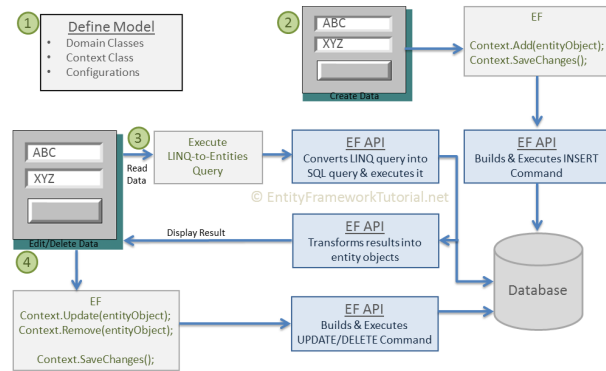 1
Define Model
• Domain Classes
• Context Class
• Configurations
2
ABC
XYZ
Create Data
EF
Context.Add(entityObject);
Context.SaveChanges();
3
ABC
XYZ
Edit/Delete Data
Read
Data
Execute
LINQ-to-Entities
Query
EF API
Converts LINQ query into
SQL query & executes it
EF API
Builds & Executes INSERT
Command
© EntityFrameworkTutorial.net
Display Result
EF API
Transforms results into
entity objects
Database
4
EF
Context.Update(entityObject);
Context.Remove(entityObject);
Context.SaveChanges();
EF API
Builds & Executes
UPDATE/DELETE Command